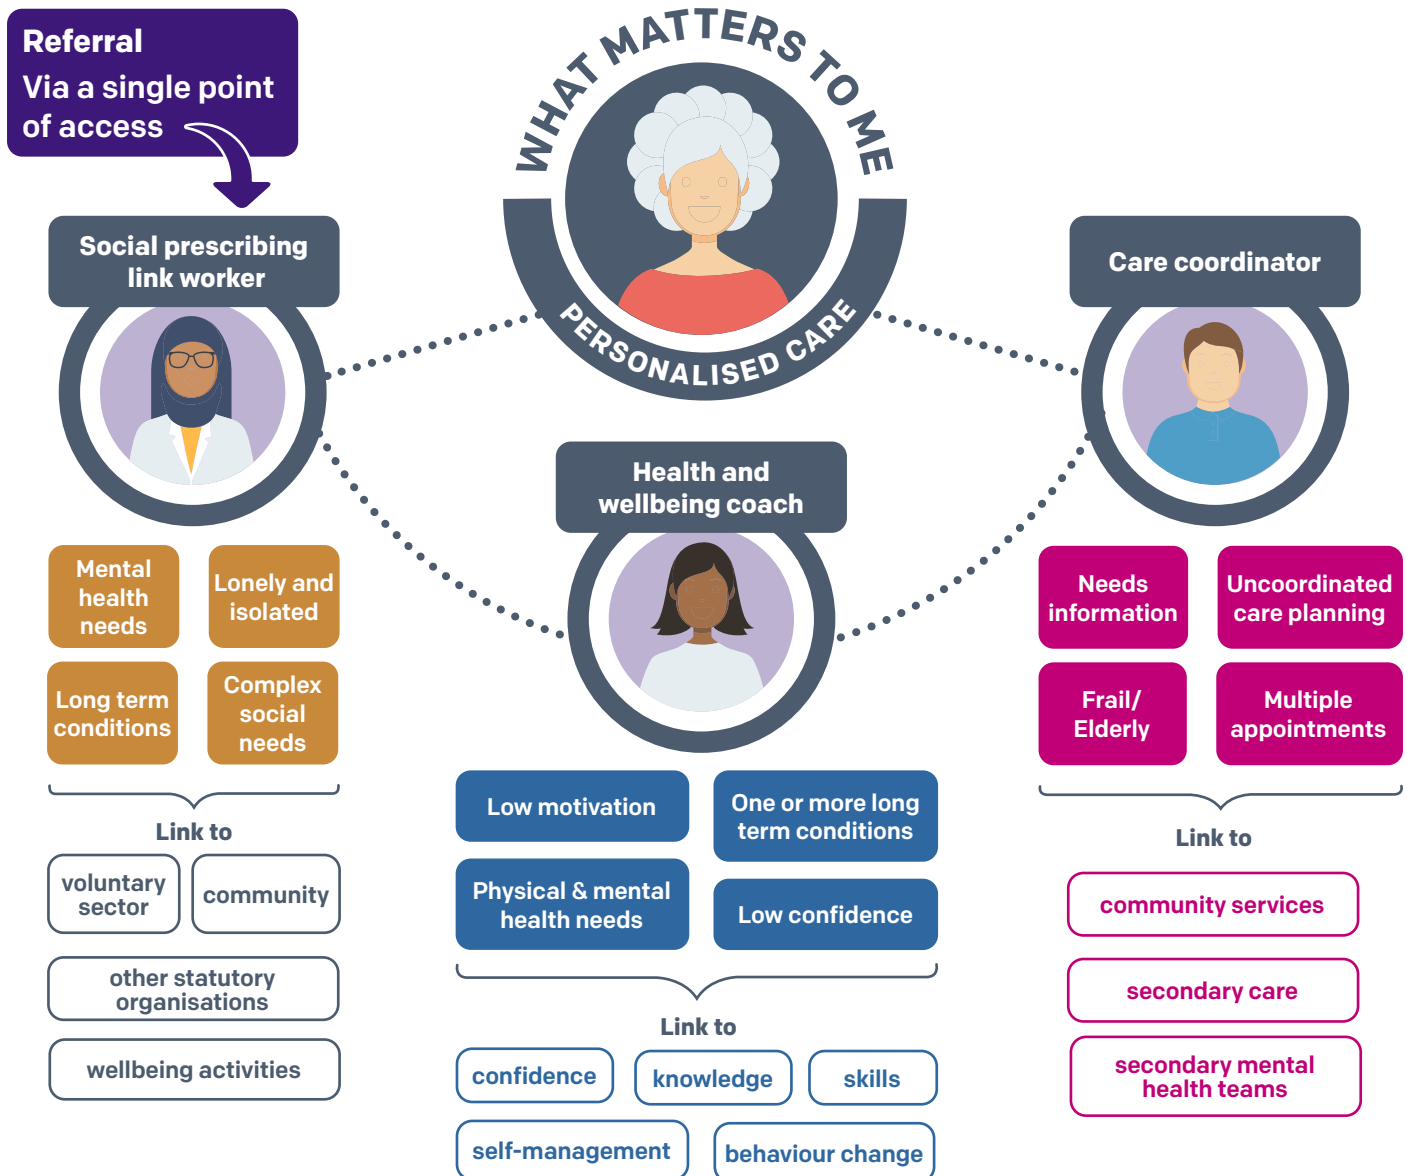 Referral
Via a single point
of access
WHAT MATTERS TO ME
PERSONALISED CARE
Social prescribing
link worker
Care coordinator
Health and
wellbeing coach
Mental
health
needs
Lonely and
isolated
Long term
conditions
Complex
social
needs
Link to
voluntary
sector
community
other statutory
organisations
wellbeing activities
Low motivation
One or more long
term conditions
Physical & mental
health needs
Low confidence
Link to
confidence
knowledge
skills
self-management
behaviour change
Needs
information
Uncoordinated
care planning
Frail/
Elderly
Multiple
appointments
Link to
community services
secondary care
secondary mental
health teams